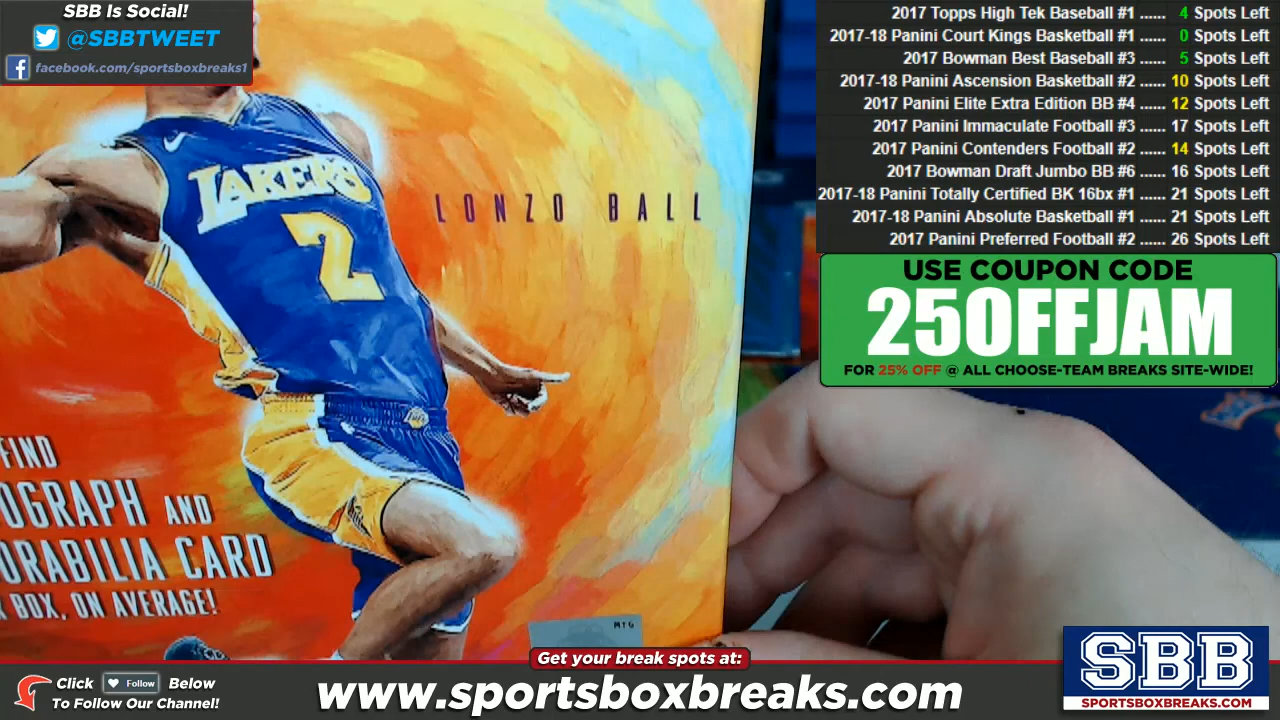 SBB Is Social!
@SBBTWEET
facebook.com/sportsboxbreaks1
2017 Topps High Tek Baseball #1 ...... 4 Spots Left
2017-18 Panini Court Kings Basketball #1 ...... 0 Spots Left
2017 Bowman Best Baseball #3 ...... 5 Spots Left
2017-18 Panini Ascension Basketball #2 ...... 10 Spots Left
2017 Panini Elite Extra Edition BB #4 ...... 12 Spots Left
2017 Panini Immaculate Football #3 ...... 17 Spots Left
2017 Panini Contenders Football #2 ...... 14 Spots Left
2017 Bowman Draft Jumbo BB #6 ...... 16 Spots Left
2017-18 Panini Totally Certified BK 16bx #1 ...... 21 Spots Left
2017-18 Panini Absolute Basketball #1 ...... 21 Spots Left
2017 Panini Preferred Football #2 ...... 26 Spots Left
USE COUPON CODE
25OFFJAM
FOR 25% OFF @ ALL CHOOSE-TEAM BREAKS SITE-WIDE!
LAKERS
2
LONZO BALL
FIND
OGRAPH AND
ORABILIA CARD
BOX, ON AVERAGE!
MTG
Get your break spots at:
Click Follow Below
To Follow Our Channel!
www.sportsboxbreaks.com
SBB
SPORTSBOXBREAKS.COM